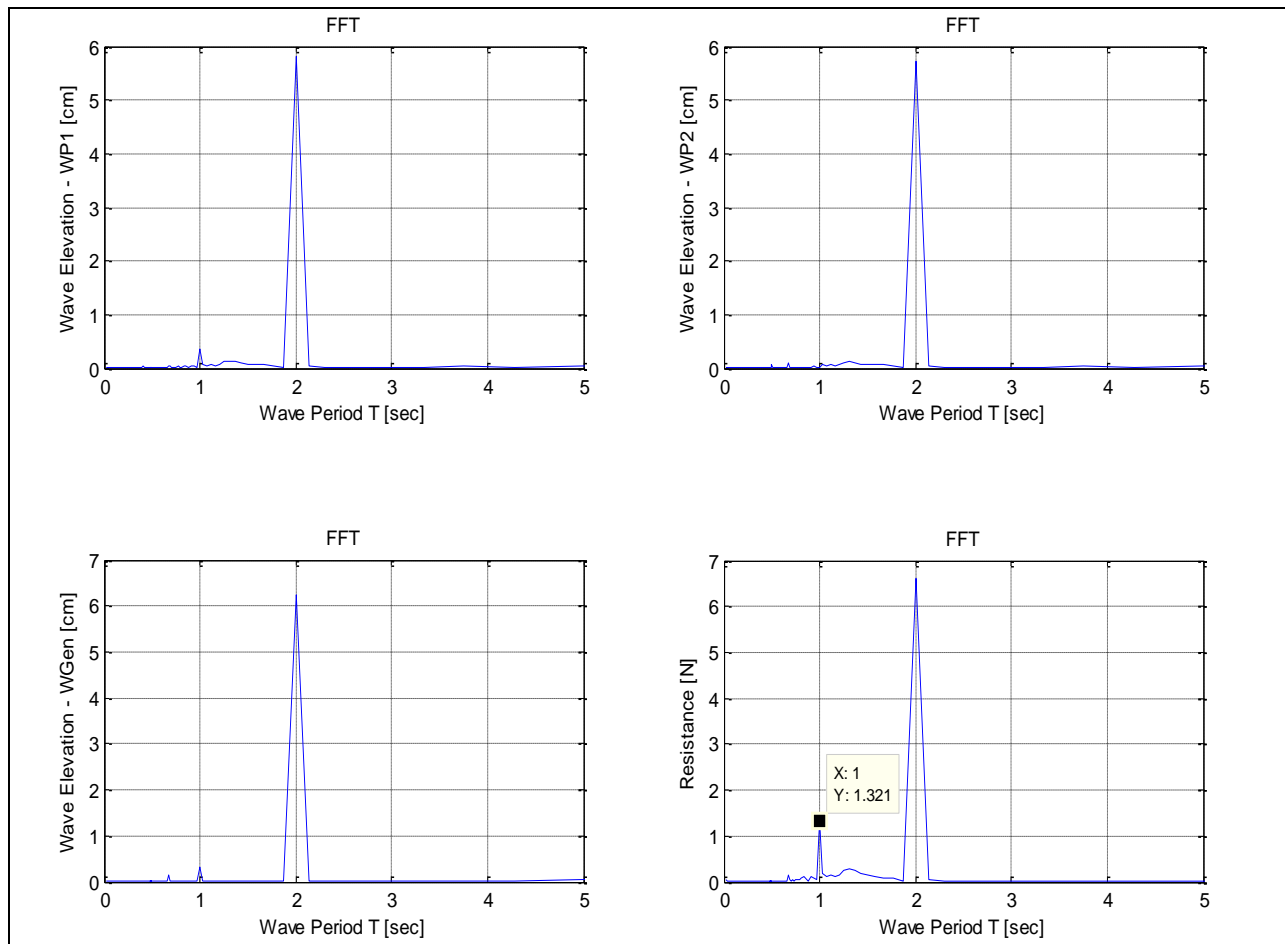 FFT
Wave Elevation - WP1 [cm]
6
5
4
3
2
1
0
0 1 2 3 4 5
Wave Period T [sec]
FFT
Wave Elevation - WP2 [cm]
6
5
4
3
2
1
0
0 1 2 3 4 5
Wave Period T [sec]
FFT
Wave Elevation - WGen [cm]
7
6
5
4
3
2
1
0
0 1 2 3 4 5
Wave Period T [sec]
FFT
Resistance [N]
7
6
5
4
3
2
1
0
X: 1
Y: 1.321
0 1 2 3 4 5
Wave Period T [sec]